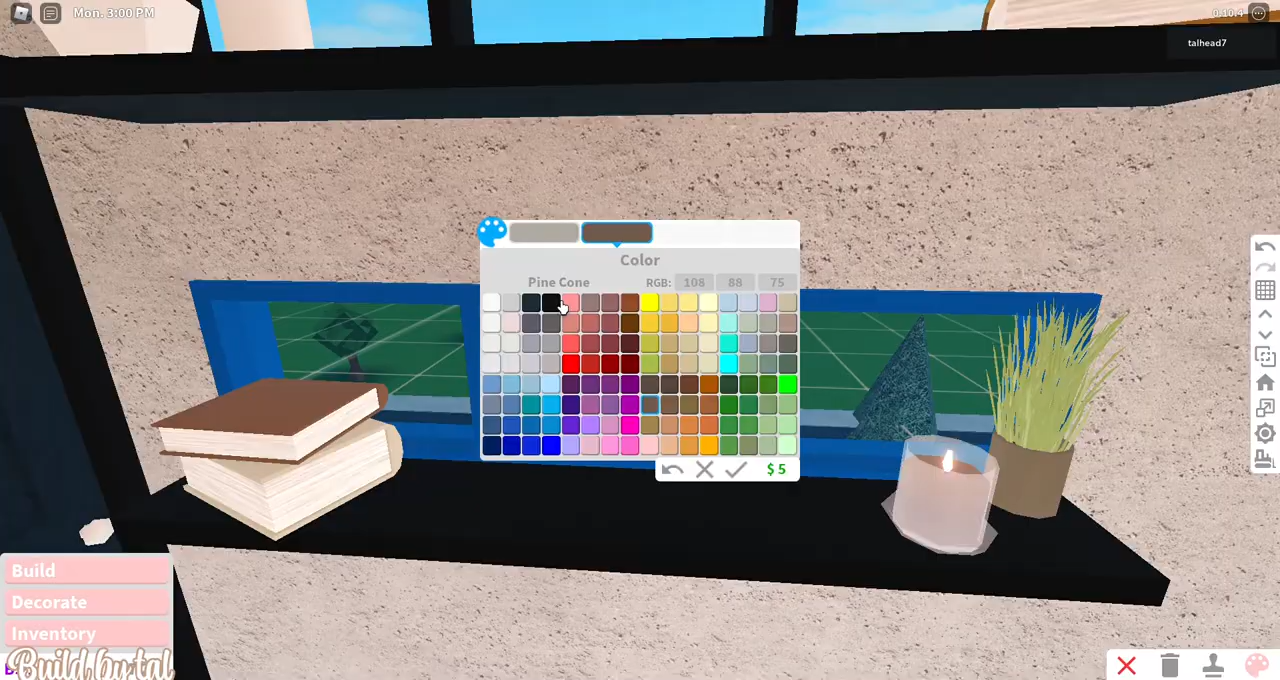 Mon. 3:00 PM
talhead7
Color
Pine Cone RGB: 108 88 75
$ 5
Build
Decorate
Inventory
Build by tal